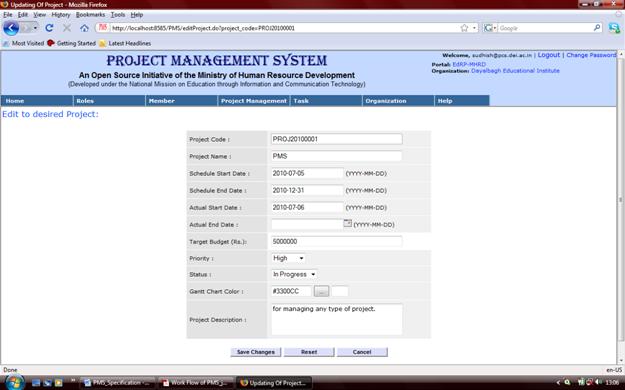 Updating Of Project - Mozilla Firefox
File Edit View History Bookmarks Tools Help
http://localhost:8585/PMS/editProject.do?project_code=PROJ20100001
Google
Most Visited Getting Started Latest Headlines
PROJECT MANAGEMENT SYSTEM
An Open Source Initiative of the Ministry of Human Resource Development
(Developed under the National Mission on Education through Information and Communication Technology)
Welcome, sudhish@pcs.dei.ac.in | Logout | Change Password
Portal: EdRP-MHRD
Organization: Dayalbagh Educational Institute
Home Roles Member Project Management Task Organization Help
Edit to desired Project:
Project Code : PROJ20100001
Project Name : PMS
Schedule Start Date : 2010-07-05 (YYYY-MM-DD)
Schedule End Date : 2010-12-31 (YYYY-MM-DD)
Actual Start Date : 2010-07-06 (YYYY-MM-DD)
Actual End Date : (YYYY-MM-DD)
Target Budget (Rs.): 5000000
Priority : High
Status : In Progress
Gantt Chart Color : #3300CC ...
Project Description : for managing any type of project.
Save Changes Reset Cancel
Done en-US
PMS_Specification -... Work Flow of PMS_j... Updating Of Project... 13:06